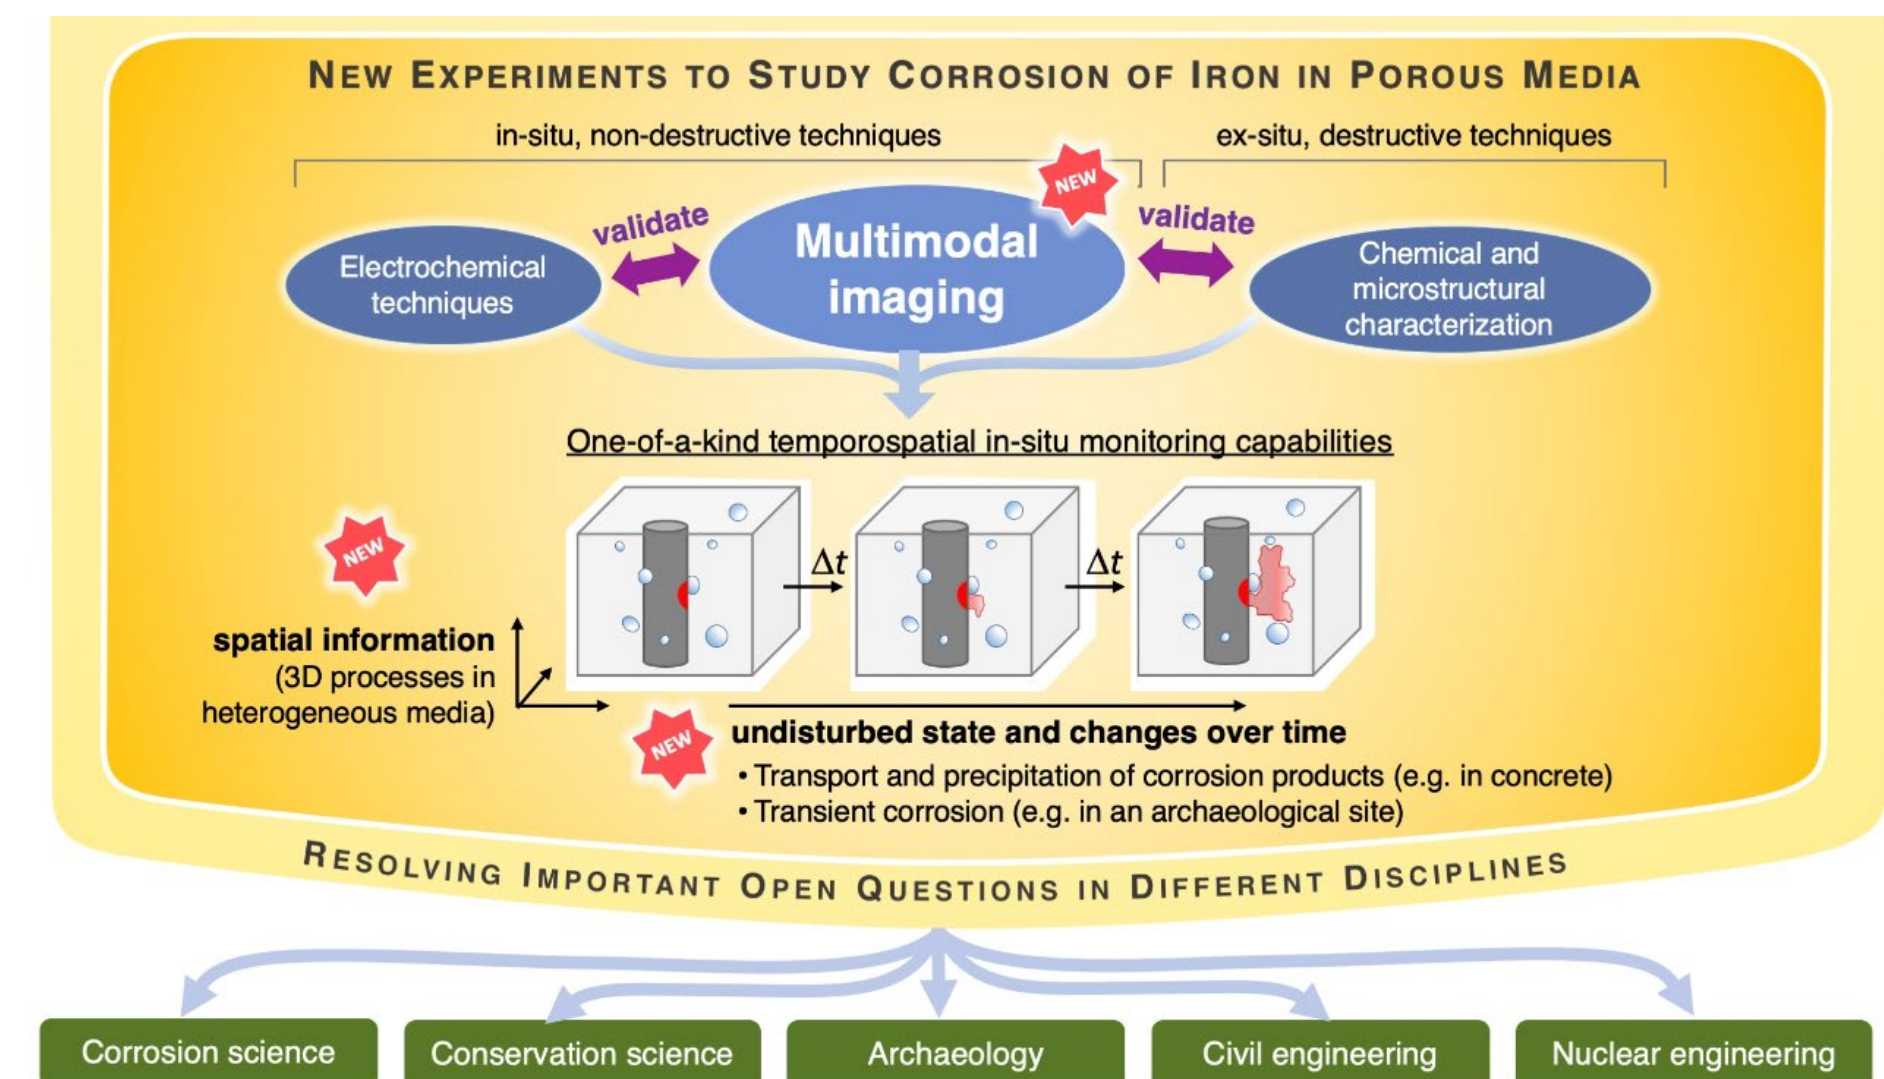 NEW EXPERIMENTS TO STUDY CORROSION OF IRON IN POROUS MEDIA
in-situ, non-destructive techniques
ex-situ, destructive techniques
NEW
validate
validate
Electrochemical
techniques
Multimodal
imaging
Chemical and
microstructural
characterization
One-of-a-kind temporospatial in-situ monitoring capabilities
NEW
Δt
Δt
spatial information
(3D processes in
heterogeneous media)
NEW
undisturbed state and changes over time
• Transport and precipitation of corrosion products (e.g. in concrete)
• Transient corrosion (e.g. in an archaeological site)
RESOLVING IMPORTANT OPEN QUESTIONS IN DIFFERENT DISCIPLINES
Corrosion science
Conservation science
Archaeology
Civil engineering
Nuclear engineering